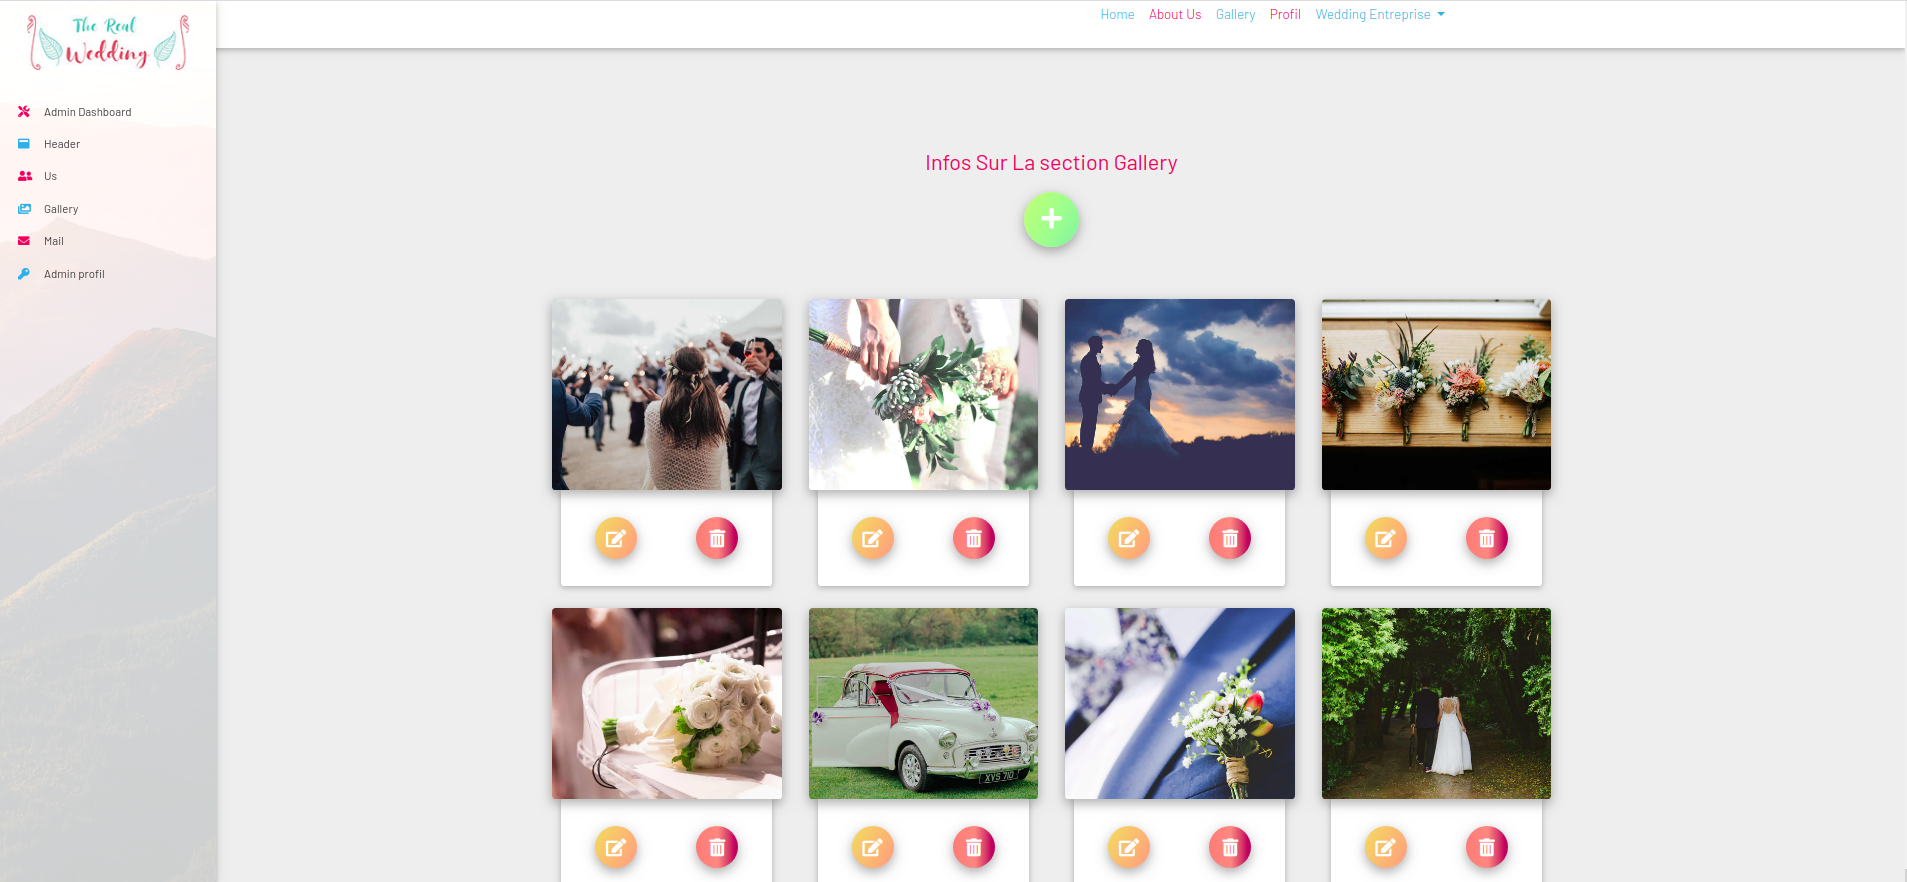 The Real
Wedding
Home About Us Gallery Profil Wedding Entreprise
Admin Dashboard
Header
Us
Gallery
Mail
Admin profil
Infos Sur La section Gallery
XVS 710